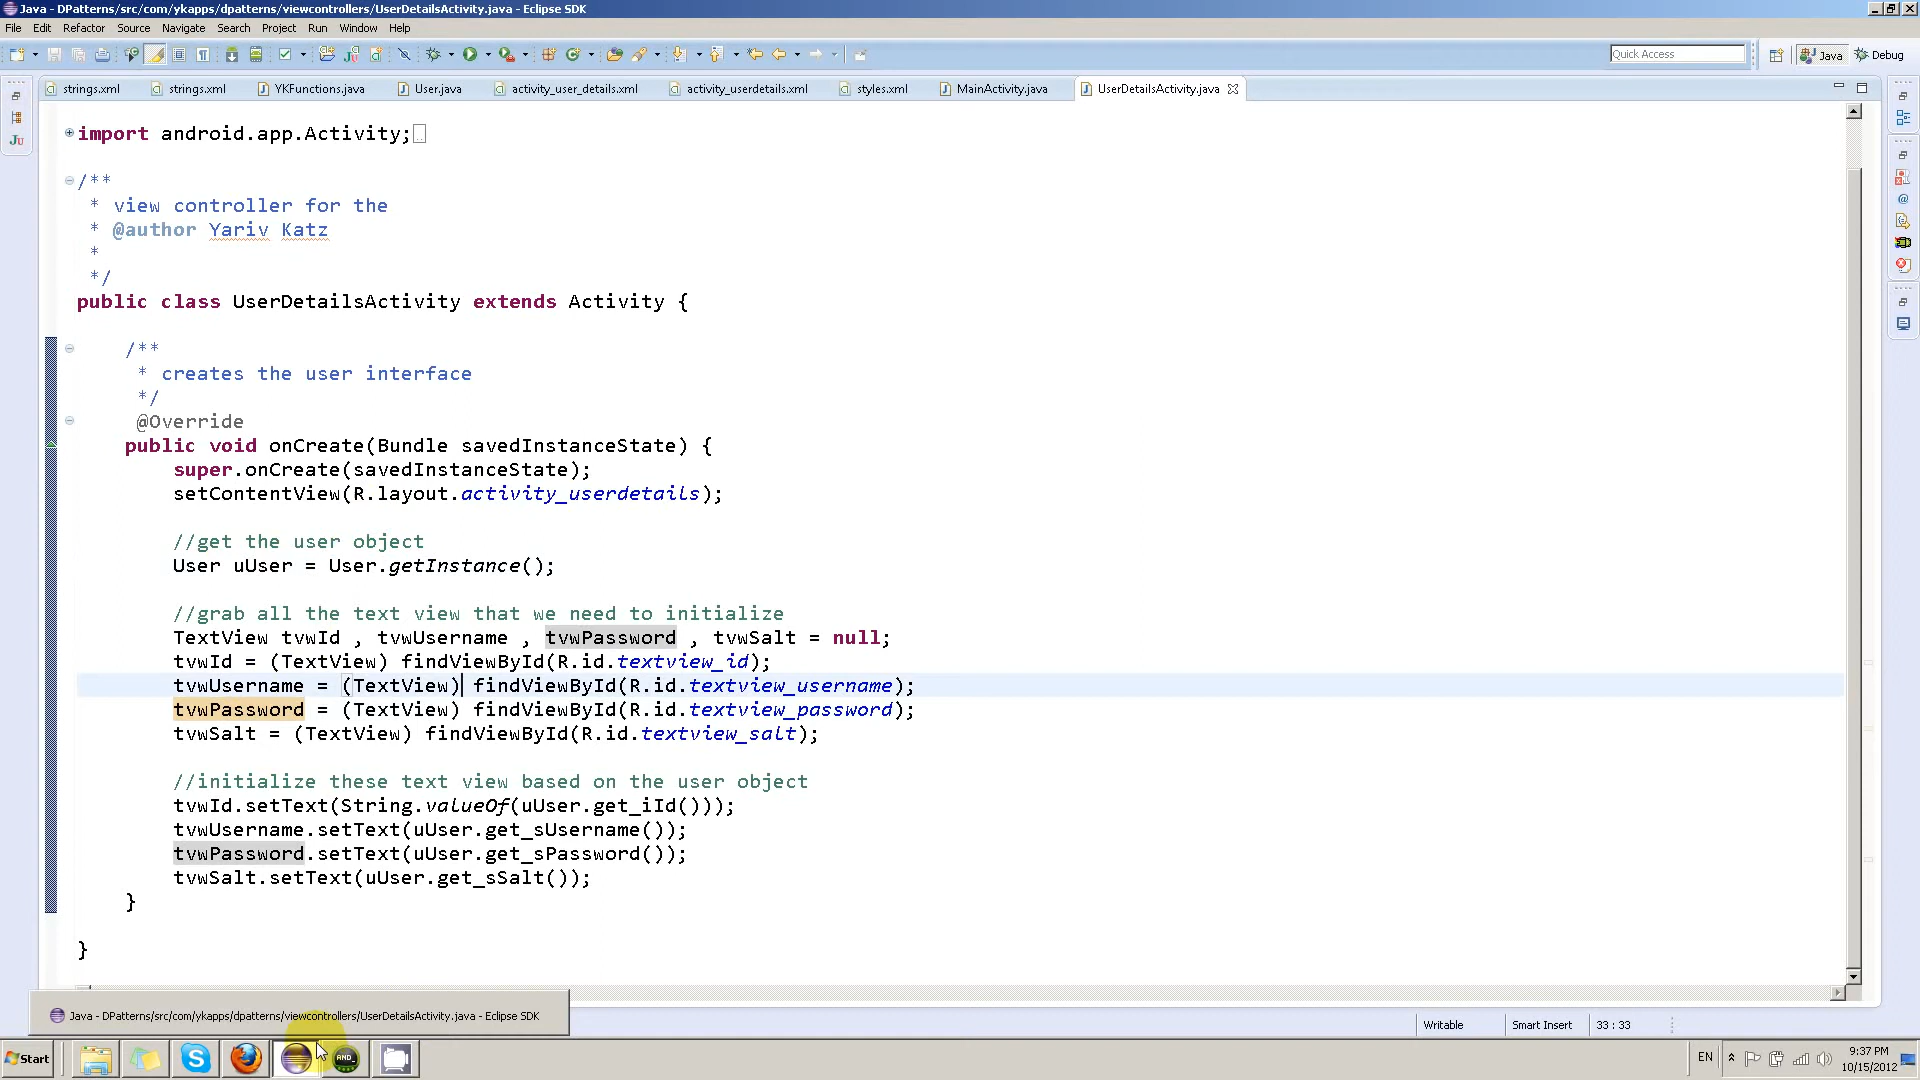 Java - DPatterns/src/com/ykapps/dpatterns/viewcontrollers/UserDetailsActivity.java - Eclipse SDK
File Edit Refactor Source Navigate Search Project Run Window Help
Quick Access Java Debug
strings.xml strings.xml YKFunctions.java User.java activity_user_details.xml activity_userdetails.xml styles.xml MainActivity.java UserDetailsActivity.java
import android.app.Activity;
/**
* view controller for the
* @author Yariv Katz
*
*/
public class UserDetailsActivity extends Activity {
/**
* creates the user interface
*/
@Override
public void onCreate(Bundle savedInstanceState) {
super.onCreate(savedInstanceState);
setContentView(R.layout.activity_userdetails);
//get the user object
User uUser = User.getInstance();
//grab all the text view that we need to initialize
TextView tvwId , tvwUsername , tvwPassword , tvwSalt = null;
tvwId = (TextView) findViewById(R.id.textview_id);
tvwUsername = (TextView) findViewById(R.id.textview_username);
tvwPassword = (TextView) findViewById(R.id.textview_password);
tvwSalt = (TextView) findViewById(R.id.textview_salt);
//initialize these text view based on the user object
tvwId.setText(String.valueOf(uUser.get_iId()));
tvwUsername.setText(uUser.get_sUsername());
tvwPassword.setText(uUser.get_sPassword());
tvwSalt.setText(uUser.get_sSalt());
}
}
Java - DPatterns/src/com/ykapps/dpatterns/viewcontrollers/UserDetailsActivity.java - Eclipse SDK
Writable Smart Insert 33 : 33
Start AND_ EN 9:37 PM
10/15/2012